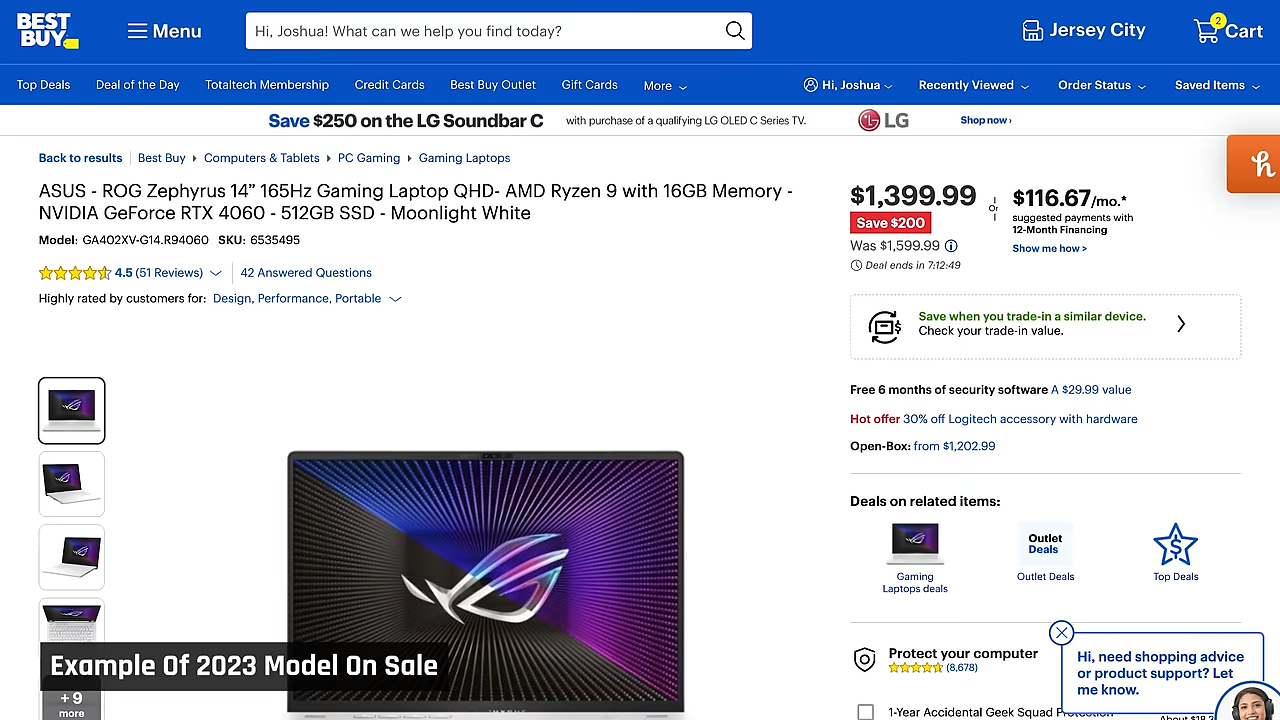 BEST
BUY
Menu
Hi, Joshua! What can we help you find today?
Jersey City
2
Cart
Top Deals
Deal of the Day
Totaltech Membership
Credit Cards
Best Buy Outlet
Gift Cards
More
Hi, Joshua
Recently Viewed
Order Status
Saved Items
Save $250 on the LG Soundbar C
with purchase of a qualifying LG OLED C Series TV.
LG
Shop now ›
Back to results
Best Buy
Computers & Tablets
PC Gaming
Gaming Laptops
ASUS - ROG Zephyrus 14” 165Hz Gaming Laptop QHD- AMD Ryzen 9 with 16GB Memory -
NVIDIA GeForce RTX 4060 - 512GB SSD - Moonlight White
Model: GA402XV-G14.R94060 SKU: 6535495
4.5 (51 Reviews)
42 Answered Questions
Highly rated by customers for: Design, Performance, Portable
+ 9
more
Example Of 2023 Model On Sale
$1,399.99
Save $200
Was $1,599.99
Deal ends in 7:12:49
Or
$116.67/mo.*
suggested payments with
12-Month Financing
Show me how >
Save when you trade-in a similar device.
Check your trade-in value.
Free 6 months of security software A $29.99 value
Hot offer 30% off Logitech accessory with hardware
Open-Box: from $1,202.99
Deals on related items:
Gaming
Laptops deals
Outlet
Deals
Outlet Deals
Top Deals
Protect your computer
(8,678)
1-Year Accidental Geek Squad Protection
Hi, need shopping advice
or product support? Let
me know.